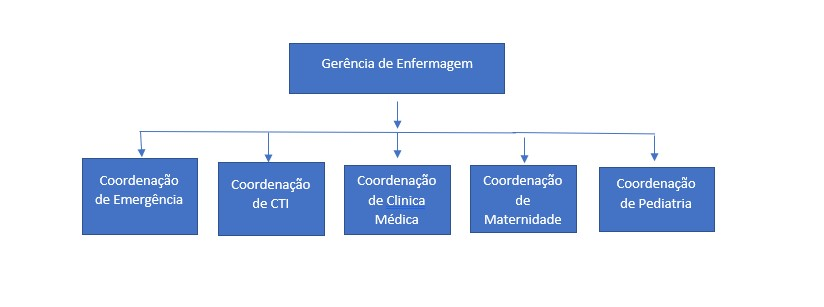 Gerência de Enfermagem
Coordenação
de Emergência
Coordenação
de CTI
Coordenação
de Clinica
Médica
Coordenação
de
Maternidade
Coordenação
de Pediatria